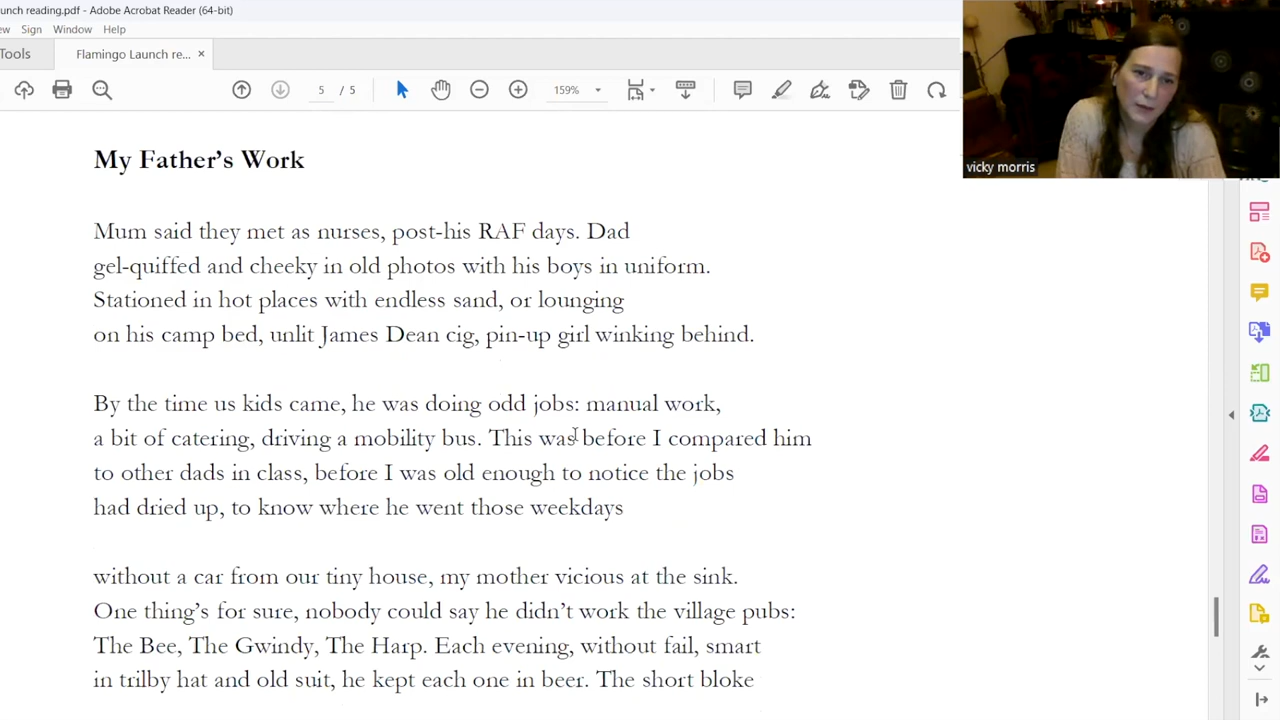 unch reading.pdf - Adobe Acrobat Reader (64-bit)
ew Sign Window Help
Tools Flamingo Launch re... ×
5 / 5 159%
vicky morris
My Father's Work
Mum said they met as nurses, post-his RAF days. Dad
gel-quiffed and cheeky in old photos with his boys in uniform.
Stationed in hot places with endless sand, or lounging
on his camp bed, unlit James Dean cig, pin-up girl winking behind.
By the time us kids came, he was doing odd jobs: manual work,
a bit of catering, driving a mobility bus. This was before I compared him
to other dads in class, before I was old enough to notice the jobs
had dried up, to know where he went those weekdays
without a car from our tiny house, my mother vicious at the sink.
One thing's for sure, nobody could say he didn't work the village pubs:
The Bee, The Gwindy, The Harp. Each evening, without fail, smart
in trilby hat and old suit, he kept each one in beer. The short bloke